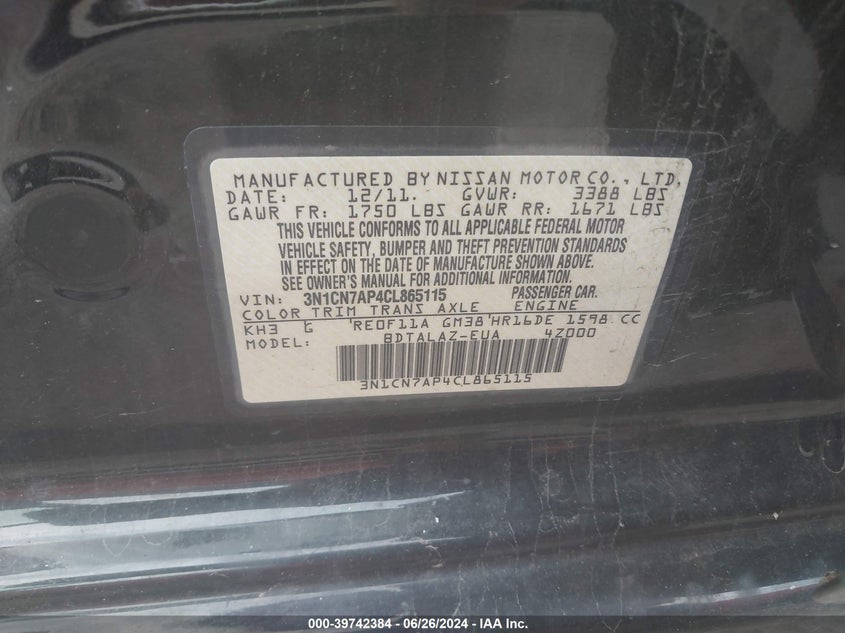 MANUFACTURED BY NISSAN MOTOR CO., LTD.
DATE: 12/11. GVWR: 3388 LBS
GAWR FR: 1750 LBS GAWR RR: 1671 LBS
THIS VEHICLE CONFORMS TO ALL APPLICABLE FEDERAL MOTOR
VEHICLE SAFETY, BUMPER AND THEFT PREVENTION STANDARDS
IN EFFECT ON THE DATE OF MANUFACTURE SHOWN ABOVE.
SEE OWNER'S MANUAL FOR ADDITIONAL INFORMATION.
VIN: 3N1CN7AP4CL865115 PASSENGER CAR.
COLOR TRIM TRANS AXLE ENGINE
KH3 G RE0F11A GM38 HR16DE 1598 CC
MODEL: BDTALAZ-EUA 4Z000
3N1CN7AP4CL865115
000-39742384 | 06/26/2024 | IAA Inc.